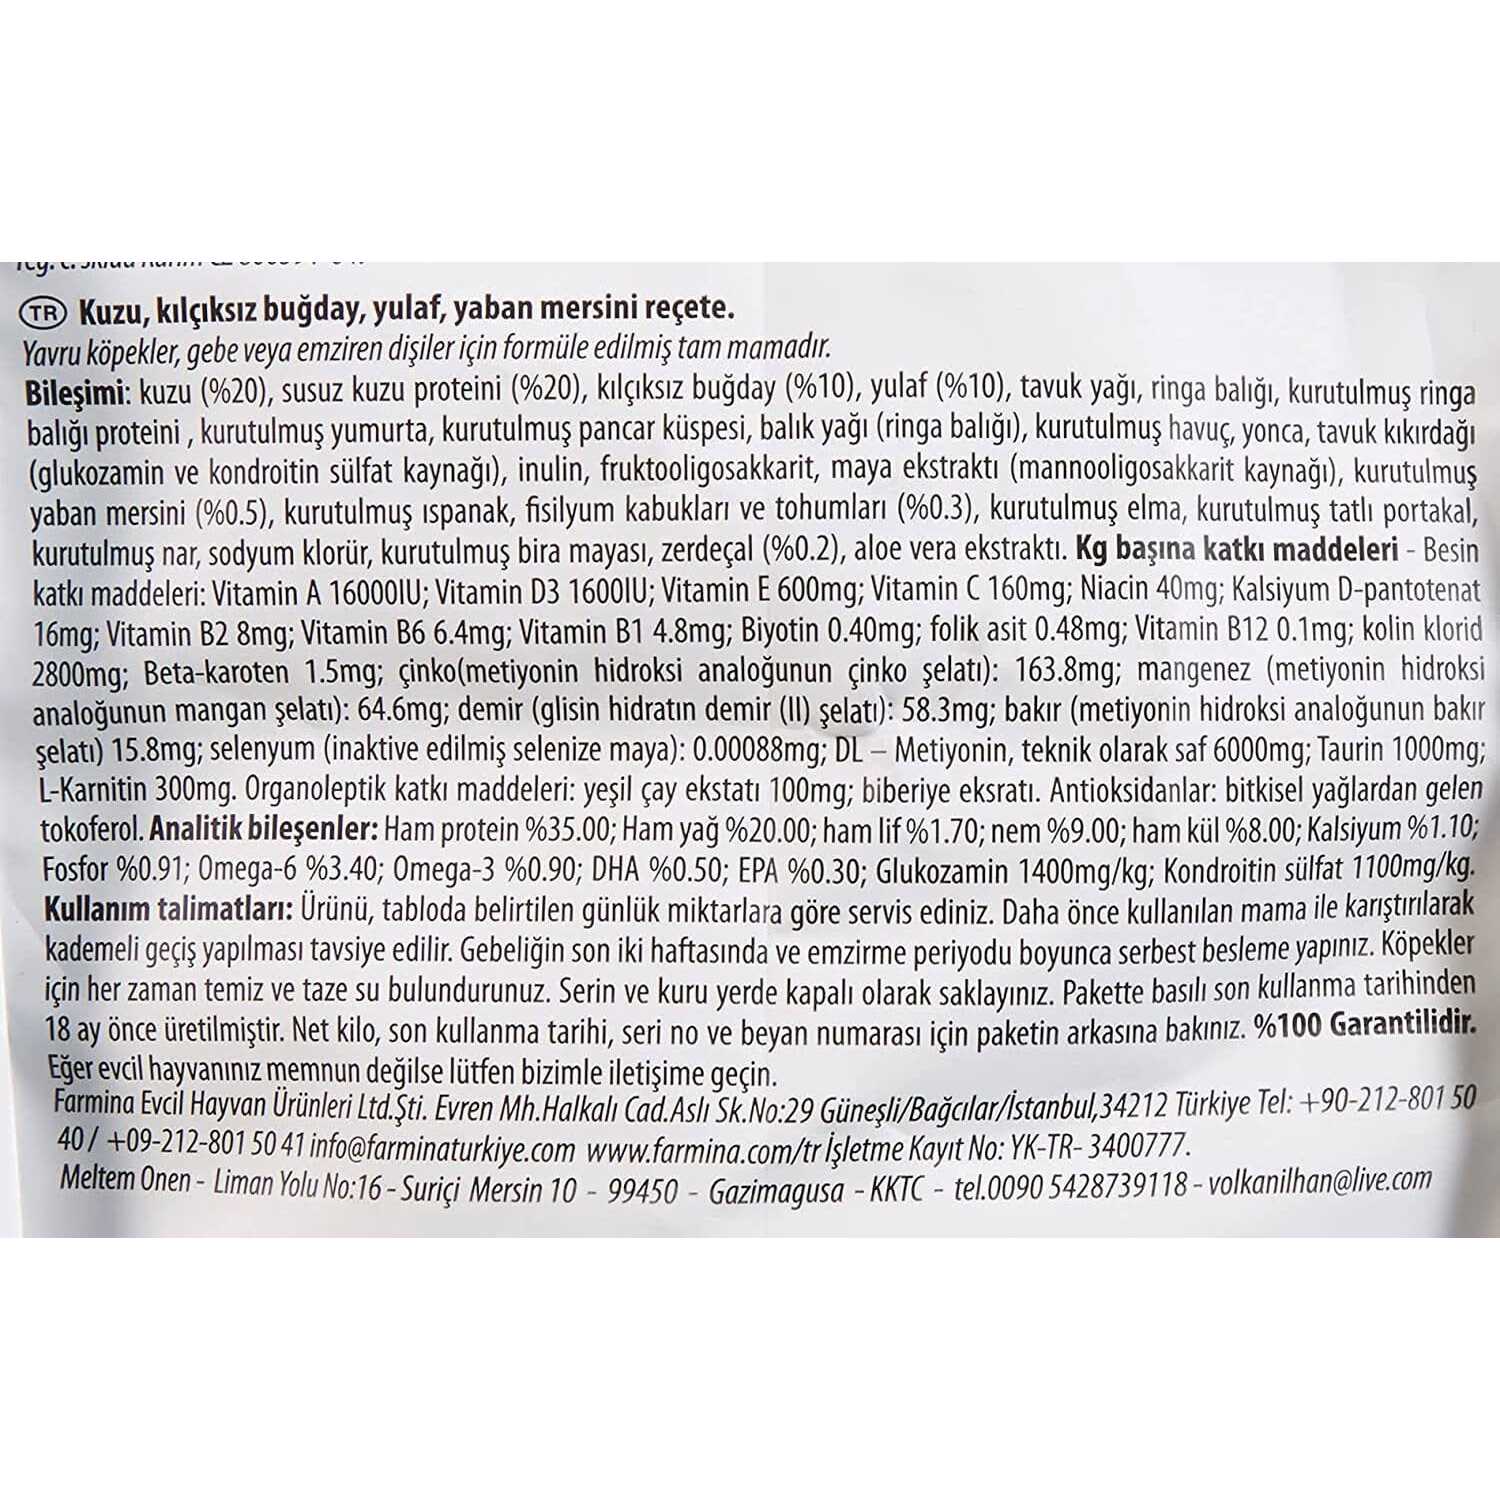 TR Kuzu, kılçıksız buğday, yulaf, yaban mersini reçete.
Yavru köpekler, gebe veya emziren dişiler için formüle edilmiş tam mamadır.
Bileşimi: kuzu (%20), susuz kuzu proteini (%20), kılçıksız buğday (%10), yulaf (%10), tavuk yağı, ringa balığı, kurutulmuş ringa
balığı proteini , kurutulmuş yumurta, kurutulmuş pancar küspesi, balık yağı (ringa balığı), kurutulmuş havuç, yonca, tavuk kıkırdağı
(glukozamin ve kondroitin sülfat kaynağı), inulin, fruktooligosakkarit, maya ekstraktı (mannooligosakkarit kaynağı), kurutulmuş
yaban mersini (%0.5), kurutulmuş ıspanak, fisilyum kabukları ve tohumları (%0.3), kurutulmuş elma, kurutulmuş tatlı portakal,
kurutulmuş nar, sodyum klorür, kurutulmuş bira mayası, zerdeçal (%0.2), aloe vera ekstraktı. Kg başına katkı maddeleri - Besin
katkı maddeleri: Vitamin A 16000IU; Vitamin D3 1600IU; Vitamin E 600mg; Vitamin C 160mg; Niacin 40mg; Kalsiyum D-pantotenat
16mg; Vitamin B2 8mg; Vitamin B6 6.4mg; Vitamin B1 4.8mg; Biyotin 0.40mg; folik asit 0.48mg; Vitamin B12 0.1mg; kolin klorid
2800mg; Beta-karoten 1.5mg; çinko(metiyonin hidroksi analoğunun çinko şelatı): 163.8mg; mangenez (metiyonin hidroksi
analoğunun mangan şelatı): 64.6mg; demir (glisin hidratın demir (II) şelatı): 58.3mg; bakır (metiyonin hidroksi analoğunun bakır
şelatı) 15.8mg; selenyum (inaktive edilmiş selenize maya): 0.00088mg; DL – Metiyonin, teknik olarak saf 6000mg; Taurin 1000mg;
L-Karnitin 300mg. Organoleptik katkı maddeleri: yeşil çay ekstatı 100mg; biberiye eksratı. Antioksidanlar: bitkisel yağlardan gelen
tokoferol. Analitik bileşenler: Ham protein %35.00; Ham yağ %20.00; ham lif %1.70; nem %9.00; ham kül %8.00; Kalsiyum %1.10;
Fosfor %0.91; Omega-6 %3.40; Omega-3 %0.90; DHA %0.50; EPA %0.30; Glukozamin 1400mg/kg; Kondroitin sülfat 1100mg/kg.
Kullanım talimatları: Ürünü, tabloda belirtilen günlük miktarlara göre servis ediniz. Daha önce kullanılan mama ile karıştırılarak
kademeli geçiş yapılması tavsiye edilir. Gebeliğin son iki haftasında ve emzirme periyodu boyunca serbest besleme yapınız. Köpekler
için her zaman temiz ve taze su bulundurunuz. Serin ve kuru yerde kapalı olarak saklayınız. Pakette basılı son kullanma tarihinden
18 ay önce üretilmiştir. Net kilo, son kullanma tarihi, seri no ve beyan numarası için paketin arkasına bakınız. %100 Garantilidir.
Eğer evcil hayvanınız memnun değilse lütfen bizimle iletişime geçin.
Farmina Evcil Hayvan Ürünleri Ltd.Şti. Evren Mh.Halkalı Cad.Aslı Sk.No:29 Güneşli/Bağcılar/İstanbul,34212 Türkiye Tel: +90-212-801 50
40 / +09-212-801 50 41 info@farminaturkiye.com www.farmina.com/tr İşletme Kayıt No: YK-TR- 3400777.
Meltem Onen - Liman Yolu No:16 - Suriçi Mersin 10 - 99450 - Gazimagusa - KKTC - tel.0090 5428739118 - volkanilhan@live.com